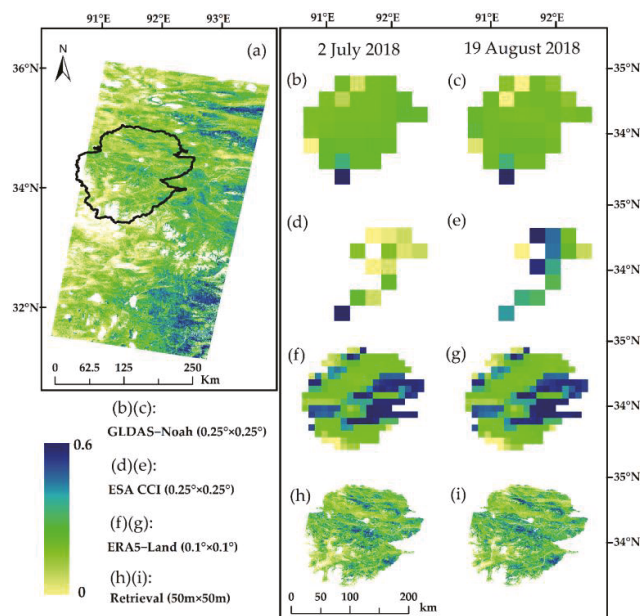 91°E 92°E 93°E
91°E 92°E
91°E 92°E
N
(a)
36°N
34°N
32°N
0 62.5 125 250
Km
2 July 2018
19 August 2018
(b)
(c)
35°N
34°N
35°N
(d)
(e)
34°N
35°N
(f)
(g)
34°N
35°N
(h)
(i)
34°N
0 100 200
km
0.6
0
(b)(c):
GLDAS–Noah (0.25°×0.25°)
(d)(e):
ESA CCI (0.25°×0.25°)
(f)(g):
ERA5–Land (0.1°×0.1°)
(h)(i):
Retrieval (50m×50m)